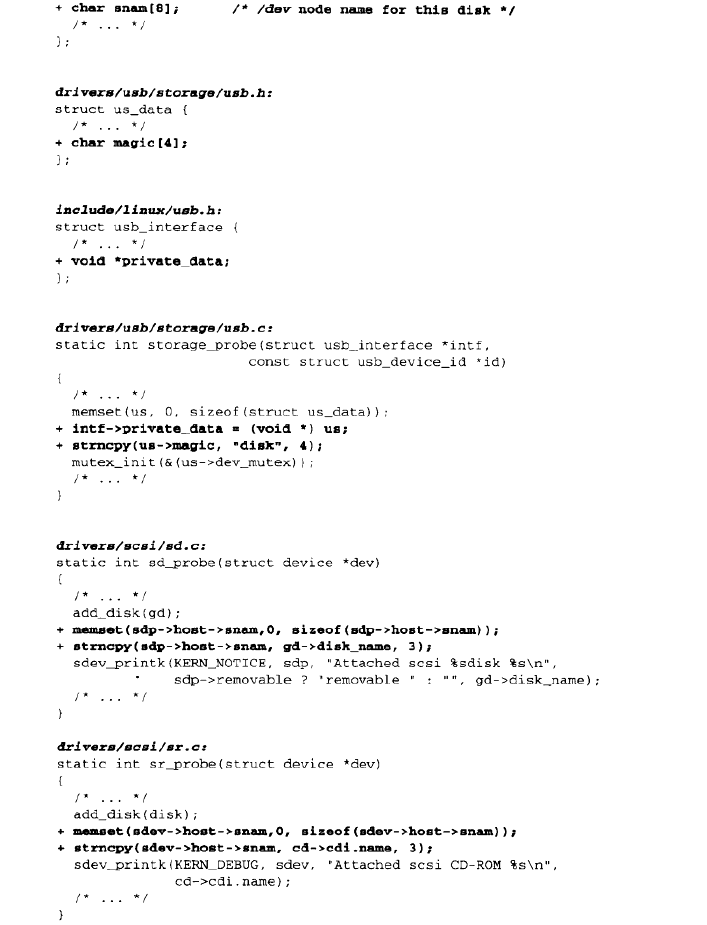 + char snam[8];      /* /dev node name for this disk */
  /* ... */
};
drivers/usb/storage/usb.h:
struct us_data {
  /* ... */
+ char magic[4];
};
include/linux/usb.h:
struct usb_interface {
  /* ... */
+ void *private_data;
};
drivers/usb/storage/usb.c:
static int storage_probe(struct usb_interface *intf,
                         const struct usb_device_id *id)
{
  /* ... */
  memset(us, 0, sizeof(struct us_data));
+ intf->private_data = (void *) us;
+ strncpy(us->magic, "disk", 4);
  mutex_init(&(us->dev_mutex));
  /* ... */
}
drivers/scsi/sd.c:
static int sd_probe(struct device *dev)
{
  /* ... */
  add_disk(gd);
+ memset(sdp->host->snam,0, sizeof(sdp->host->snam));
+ strncpy(sdp->host->snam, gd->disk_name, 3);
  sdev_printk(KERN_NOTICE, sdp, "Attached scsi %sdisk %s\n",
              sdp->removable ? "removable " : "", gd->disk_name);
  /* ... */
}
drivers/scsi/sr.c:
static int sr_probe(struct device *dev)
{
  /* ... */
  add_disk(disk);
+ memset(sdev->host->snam,0, sizeof(sdev->host->snam));
+ strncpy(sdev->host->snam, cd->cdi.name, 3);
  sdev_printk(KERN_DEBUG, sdev, "Attached scsi CD-ROM %s\n",
              cd->cdi.name);
  /* ... */
}